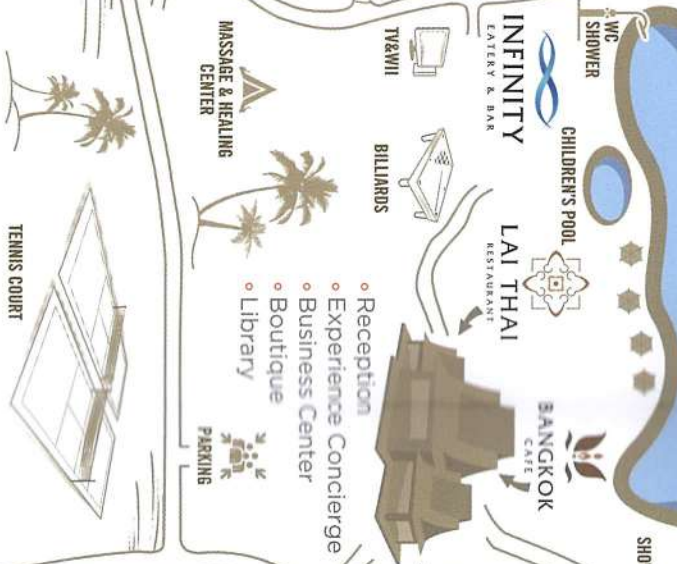 WC
SHOWER
INFINITY
EATERY & BAR
CHILDREN'S POOL
LAI THAI
RESTAURANT
BANGKOK
CAFE
TV&WII
BILLIARDS
Reception
Experience Concierge
Business Center
Boutique
Library
MASSAGE & HEALING
CENTER
PARKING
TENNIS COURT
SHO